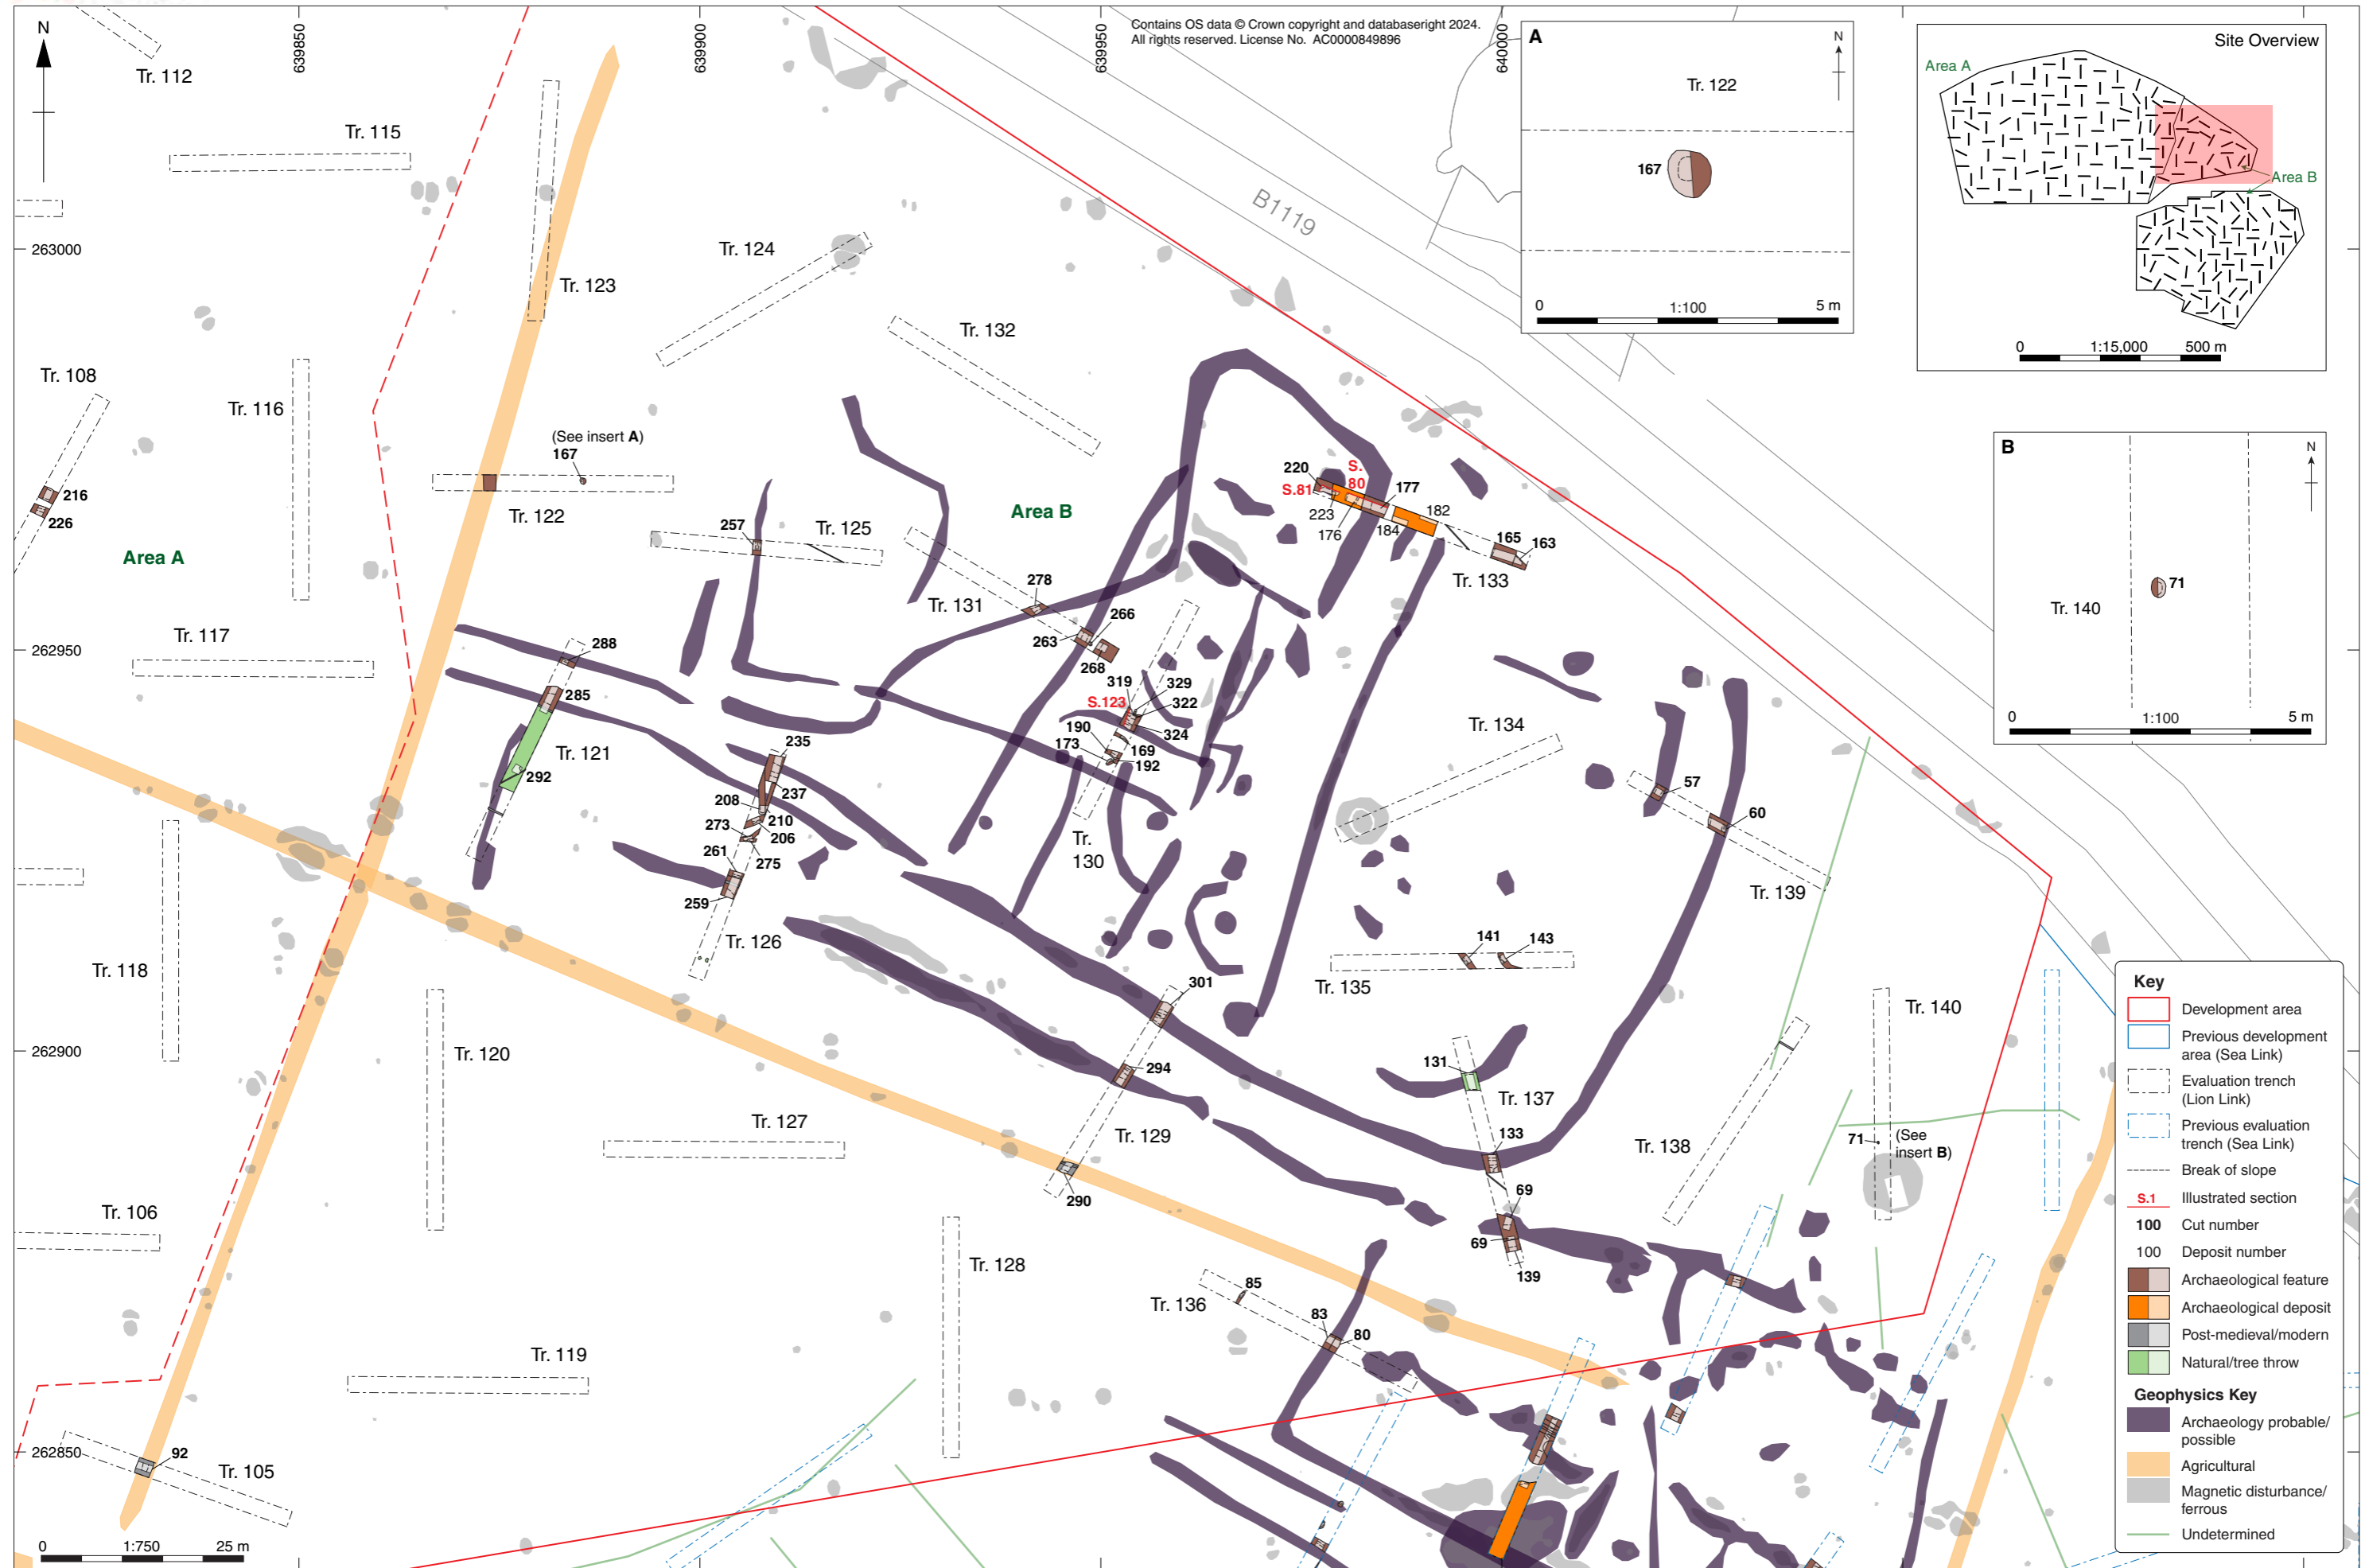 Contains OS data © Crown copyright and databaseright 2024.
All rights reserved. License No. AC0000849896
N
639850
639900
639950
640000
263000
262950
262900
262850
Tr. 112
Tr. 115
Tr. 123
Tr. 124
Tr. 132
B1119
Tr. 108
216
226
Tr. 116
(See insert A)
167
Tr. 122
Area A
Area B
257
Tr. 125
Tr. 117
288
285
Tr. 121
292
278
Tr. 131
266
263
268
220
S.
80
S.81
177
223
176
184
182
165
163
Tr. 133
319
329
S.123
322
324
190
173
169
192
Tr.
130
235
237
208
210
273
206
261
275
259
Tr. 126
Tr. 134
57
60
Tr. 139
141
143
Tr. 135
Tr. 118
Tr. 120
301
294
Tr. 129
290
Tr. 127
131
Tr. 137
133
69
69
139
Tr. 138
Tr. 140
71
(See
insert B)
Tr. 106
Tr. 128
Tr. 136
85
83
80
Tr. 119
92
Tr. 105
0 1:750 25 m
A
N
Tr. 122
167
0 1:100 5 m
Site Overview
Area A
Area B
0 1:15,000 500 m
B
N
71
Tr. 140
0 1:100 5 m
Key
Development area
Previous development
area (Sea Link)
Evaluation trench
(Lion Link)
Previous evaluation
trench (Sea Link)
Break of slope
S.1 Illustrated section
100 Cut number
100 Deposit number
Archaeological feature
Archaeological deposit
Post-medieval/modern
Natural/tree throw
Geophysics Key
Archaeology probable/
possible
Agricultural
Magnetic disturbance/
ferrous
Undetermined